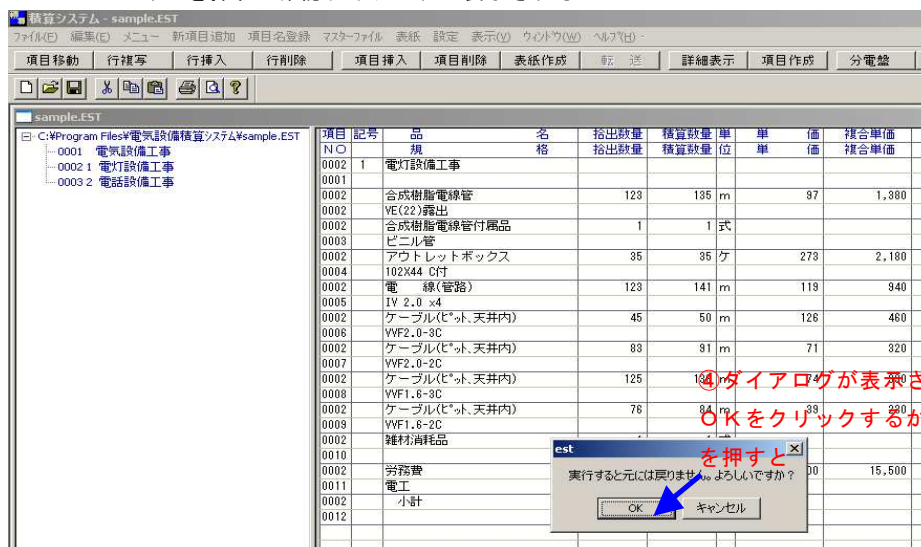 積算システム - sample.EST
ファイル(F) 編集(E) メニュー 新項目追加 項目名登録 マスターファイル 表紙 設定 表示(V) ウィンドウ(W) ヘルプ(H) -
項目移動 行複写 行挿入 行削除 項目挿入 項目削除 表紙作成 転 送 詳細表示 項目作成 分電盤
sample.EST
C:¥Program Files¥電気設備積算システム¥sample.EST
0001 電気設備工事
0002 1 電灯設備工事
0003 2 電話設備工事
項目 記号 品 名 拾出数量 積算数量 単 単 価 複合単価
NO 規 格 拾出数量 積算数量 位 単 価 複合単価
0002 1 電灯設備工事
0001
0002 合成樹脂電線管 123 135 m 97 1,380
0002 VE(22)露出
0002 合成樹脂電線管付属品 1 1 式
0003 ビニル管
0002 アウトレットボックス 35 35 ケ 273 2,180
0004 102X44 C付
0002 電 線(管路) 123 141 m 119 940
0005 IV 2.0 x4
0002 ケーブル(ピット、天井内) 45 50 m 126 460
0006 VVF2.0-3C
0002 ケーブル(ピット、天井内) 83 91 m 71 320
0007 VVF2.0-2C
0002 ケーブル(ピット、天井内) 125 m 74
0008 VVF1.6-3C
0002 ケーブル(ピット、天井内) 76 84 m 39
0009 VVF1.6-2C
0002 雑材消耗品
0010
0002 労務費 15,500
0011 電工
0002 小計
0012
④ダイアログが表示さ
ＯＫをクリックするか
を押すと
est
実行すると元には戻りません。よろしいですか？
OK キャンセル